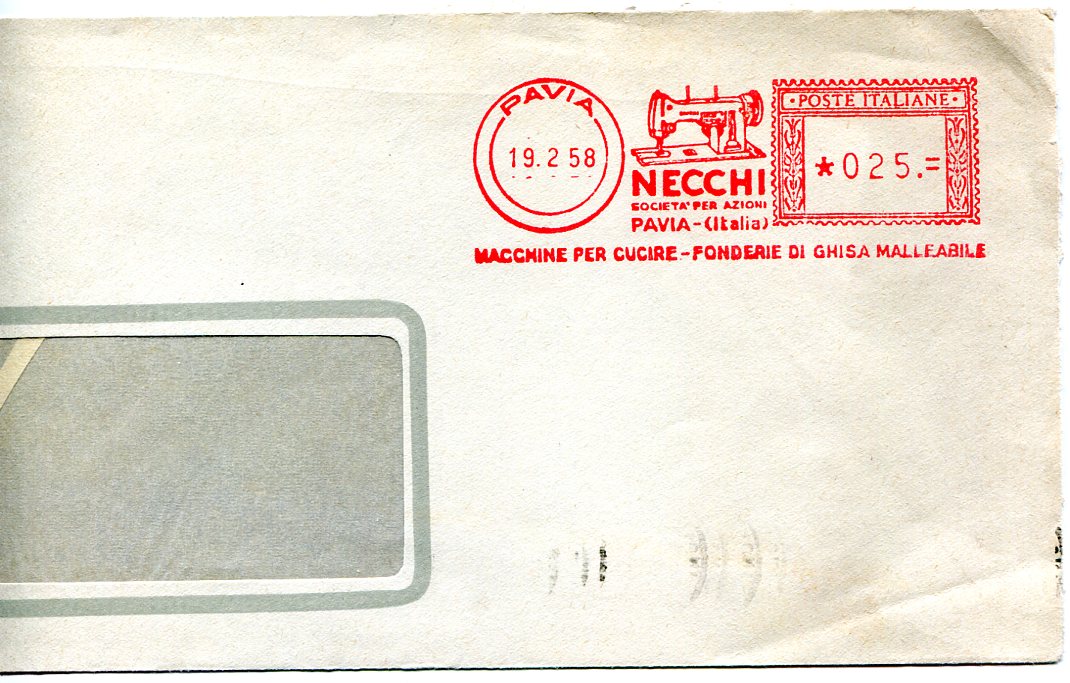 PAVIA
19.2 58
NECCHI
SOCIETA' PER AZIONI
PAVIA-(Italia)
POSTE ITALIANE
*025.=
MACCHINE PER CUCIRE-FONDERIE DI GHISA MALLEABILE